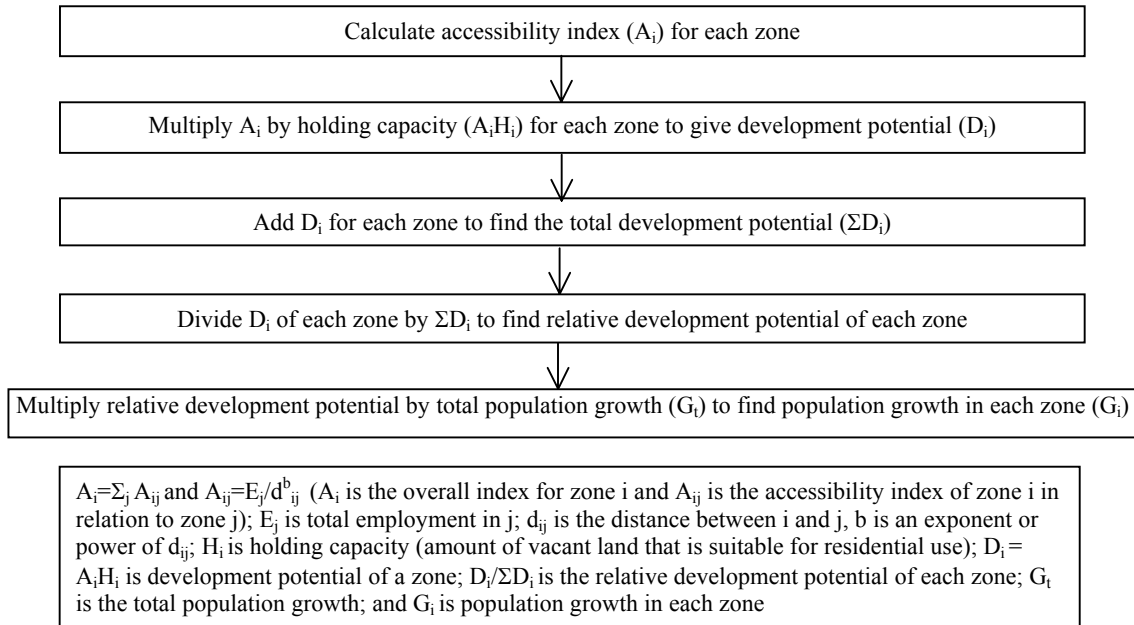 Calculate accessibility index (Aᵢ) for each zone
Multiply Aᵢ by holding capacity (AᵢHᵢ) for each zone to give development potential (Dᵢ)
Add Dᵢ for each zone to find the total development potential (ΣDᵢ)
Divide Dᵢ of each zone by ΣDᵢ to find relative development potential of each zone
Multiply relative development potential by total population growth (Gₜ) to find population growth in each zone (Gᵢ)
Aᵢ=Σⱼ Aᵢⱼ and Aᵢⱼ=Eⱼ/dᵇᵢⱼ (Aᵢ is the overall index for zone i and Aᵢⱼ is the accessibility index of zone i in
relation to zone j); Eⱼ is total employment in j; dᵢⱼ is the distance between i and j, b is an exponent or
power of dᵢⱼ; Hᵢ is holding capacity (amount of vacant land that is suitable for residential use); Dᵢ =
AᵢHᵢ is development potential of a zone; Dᵢ/ΣDᵢ is the relative development potential of each zone; Gₜ
is the total population growth; and Gᵢ is population growth in each zone